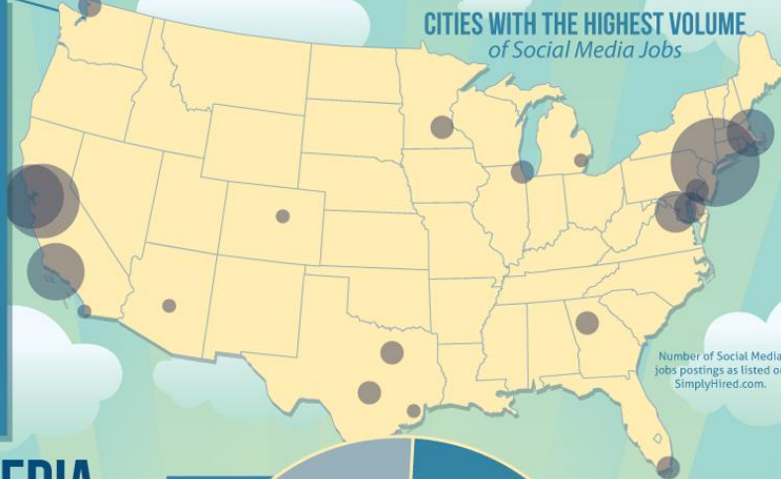 CITIES WITH THE HIGHEST VOLUME
of Social Media Jobs
Number of Social Media
jobs postings as listed on
SimplyHired.com.
EDIA